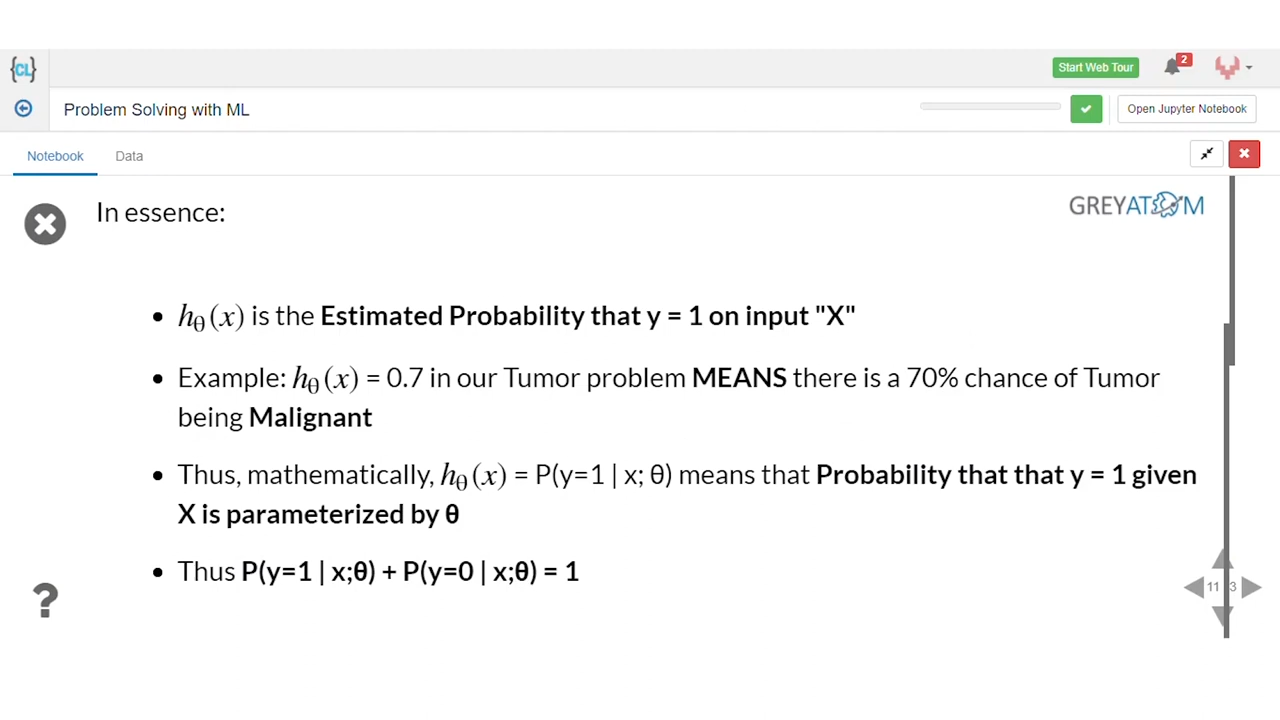 {CL}
Start Web Tour
2
Problem Solving with ML
Open Jupyter Notebook
Notebook
Data
In essence:
GREYATOM
• hθ(x) is the Estimated Probability that y = 1 on input "X"
• Example: hθ(x) = 0.7 in our Tumor problem MEANS there is a 70% chance of Tumor
being Malignant
• Thus, mathematically, hθ(x) = P(y=1 | x; θ) means that Probability that that y = 1 given
X is parameterized by θ
• Thus P(y=1 | x;θ) + P(y=0 | x;θ) = 1
?
11 3